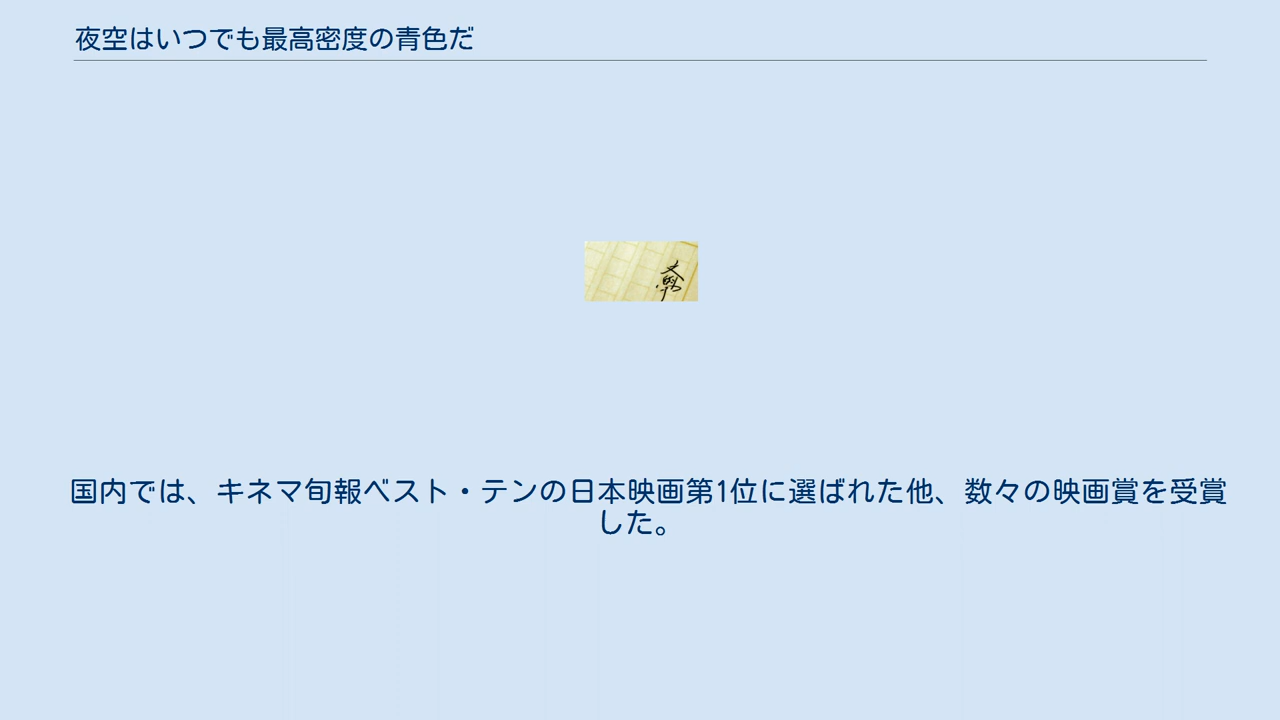 夜空はいつでも最高密度の青色だ
国内では、キネマ旬報ベスト・テンの日本映画第1位に選ばれた他、数々の映画賞を受賞
した。